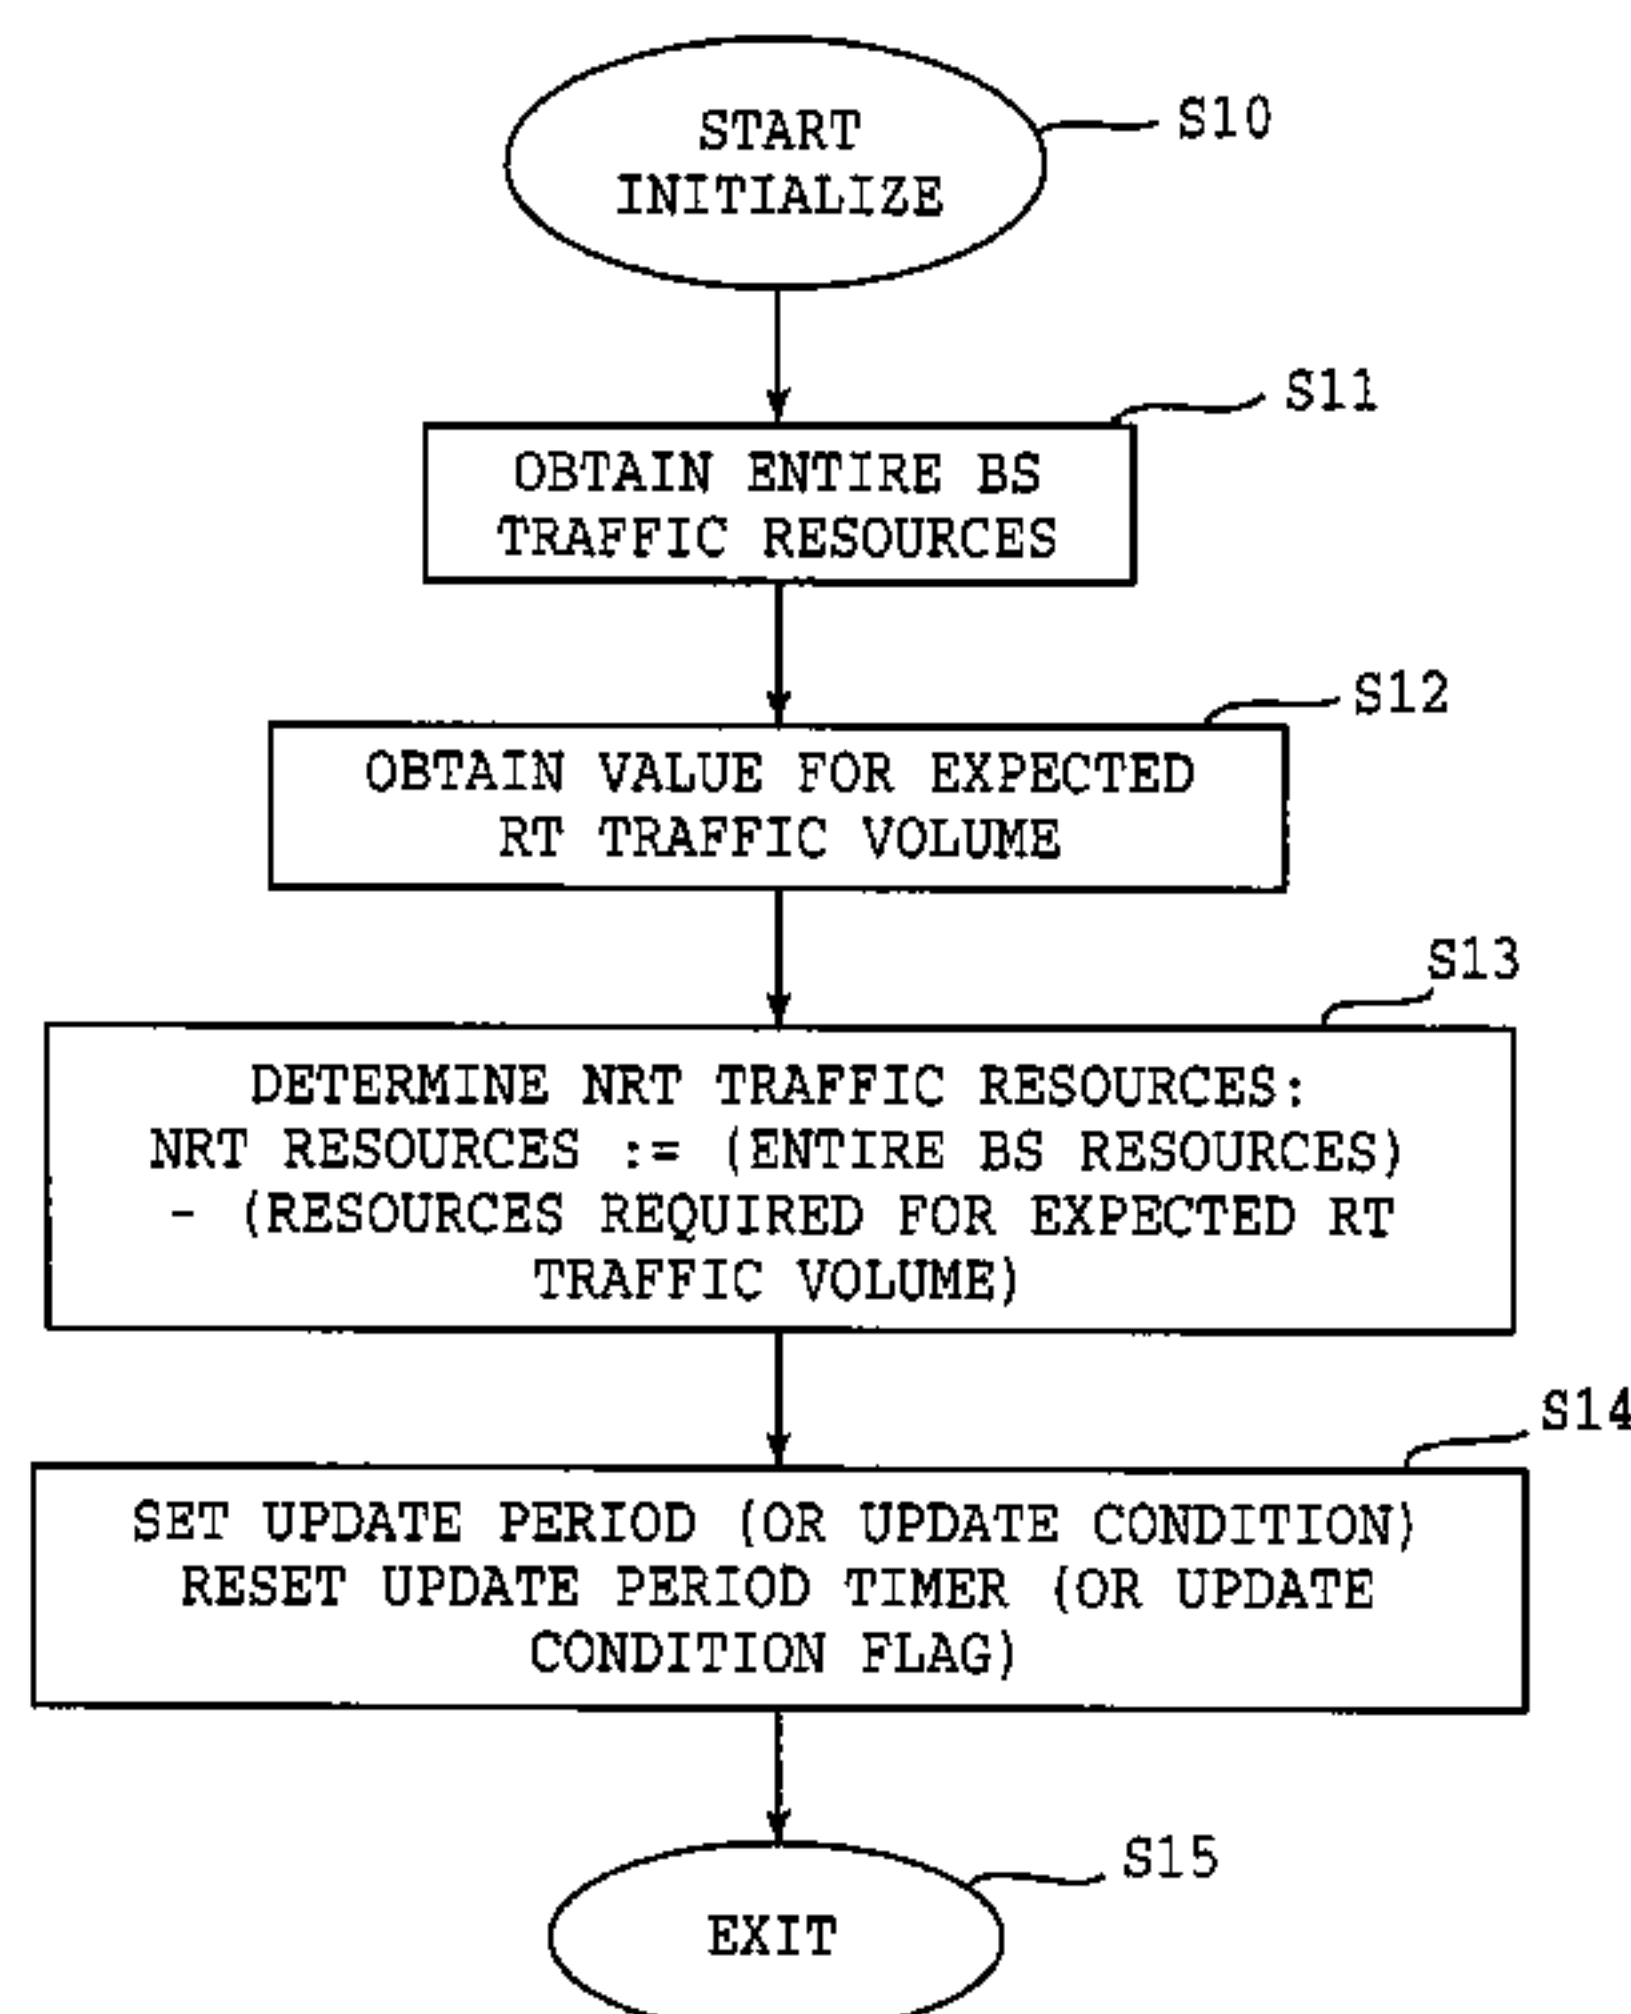 START
INITIALIZE
S10
S11
OBTAIN ENTIRE BS
TRAFFIC RESOURCES
S12
OBTAIN VALUE FOR EXPECTED
RT TRAFFIC VOLUME
S13
DETERMINE NRT TRAFFIC RESOURCES:
NRT RESOURCES := (ENTIRE BS RESOURCES)
- (RESOURCES REQUIRED FOR EXPECTED RT
TRAFFIC VOLUME)
S14
SET UPDATE PERIOD (OR UPDATE CONDITION)
RESET UPDATE PERIOD TIMER (OR UPDATE
CONDITION FLAG)
S15
EXIT